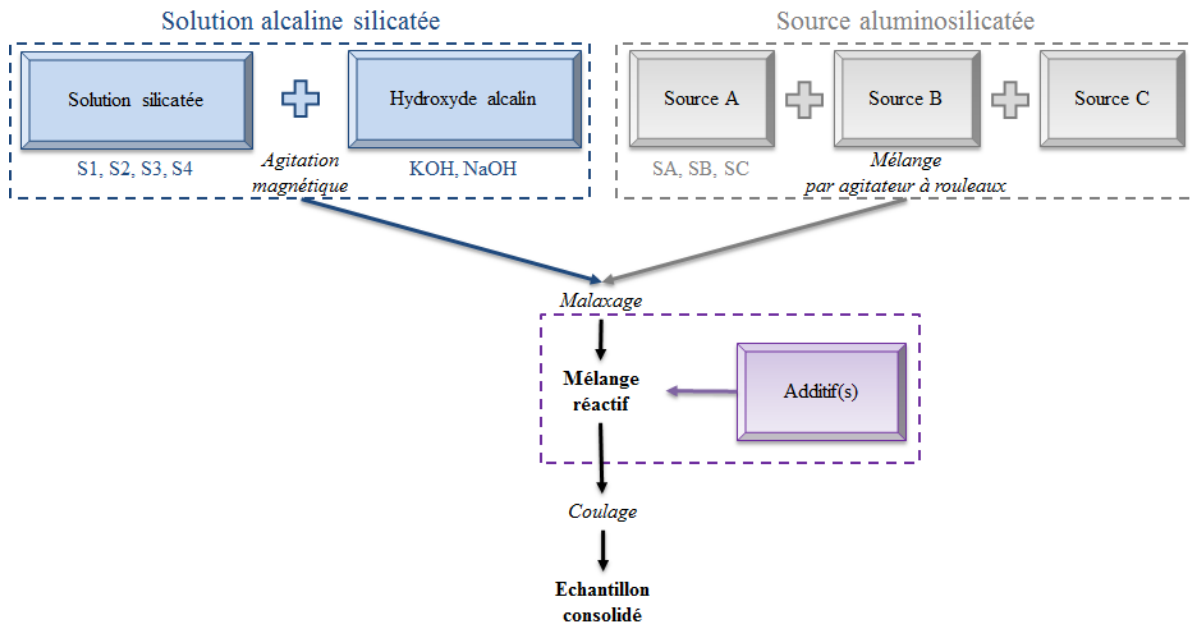 Solution alcaline silicatée
Solution silicatée
Hydroxyde alcalin
S1, S2, S3, S4
Agitation
magnétique
KOH, NaOH
Source aluminosilicatée
Source A
Source B
Source C
SA, SB, SC
Mélange
par agitateur à rouleaux
Malaxage
Mélange
réactif
Additif(s)
Coulage
Echantillon
consolidé